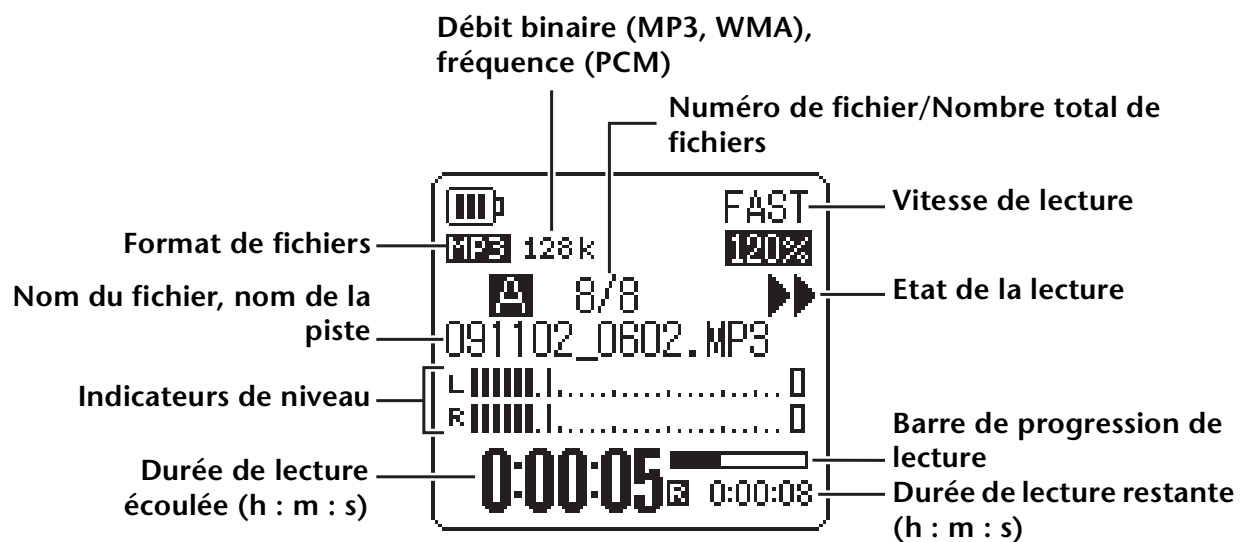 Débit binaire (MP3, WMA),
fréquence (PCM)
Numéro de fichier/Nombre total de
fichiers
FAST
Vitesse de lecture
Format de fichiers
MP3 128k
120%
A 8/8
Etat de la lecture
Nom du fichier, nom de la
piste
091102_0602.MP3
Indicateurs de niveau
L
R
Barre de progression de
lecture
Durée de lecture
écoulée (h : m : s)
0:00:05
R 0:00:08
Durée de lecture restante
(h : m : s)